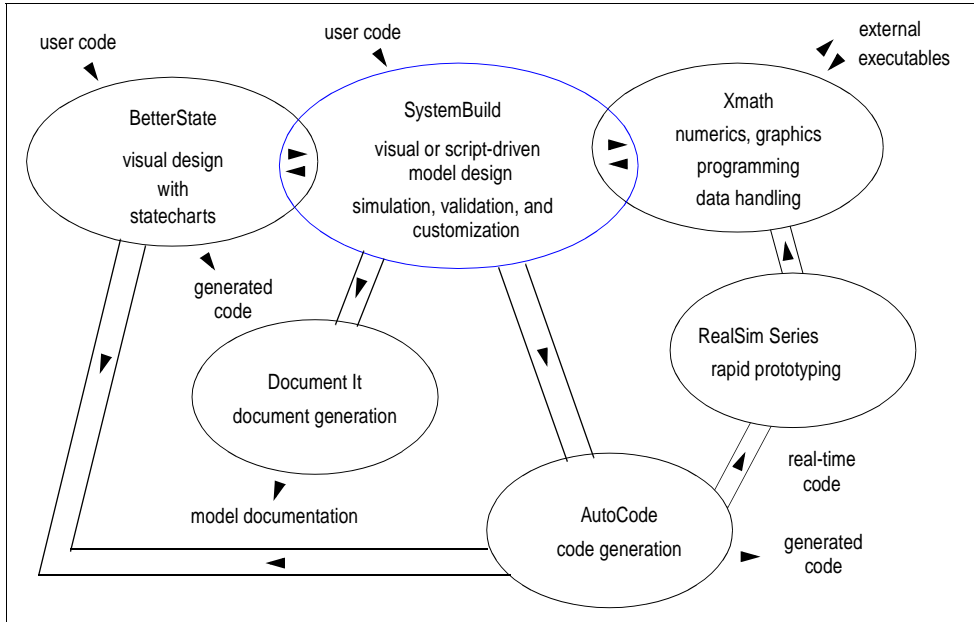 user code
user code
external
executables
BetterState
visual design
with
statecharts
SystemBuild
visual or script-driven
model design
simulation, validation, and
customization
Xmath
numerics, graphics
programming
data handling
generated
code
RealSim Series
rapid prototyping
Document It
document generation
real-time
code
model documentation
AutoCode
code generation
generated
code